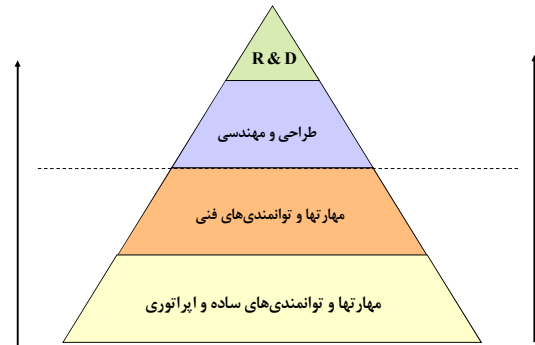 R & D
طراحی و مهندسی
مهارتها و توانمندی‌های فنی
مهارتها و توانمندی‌های ساده و اپراتوری